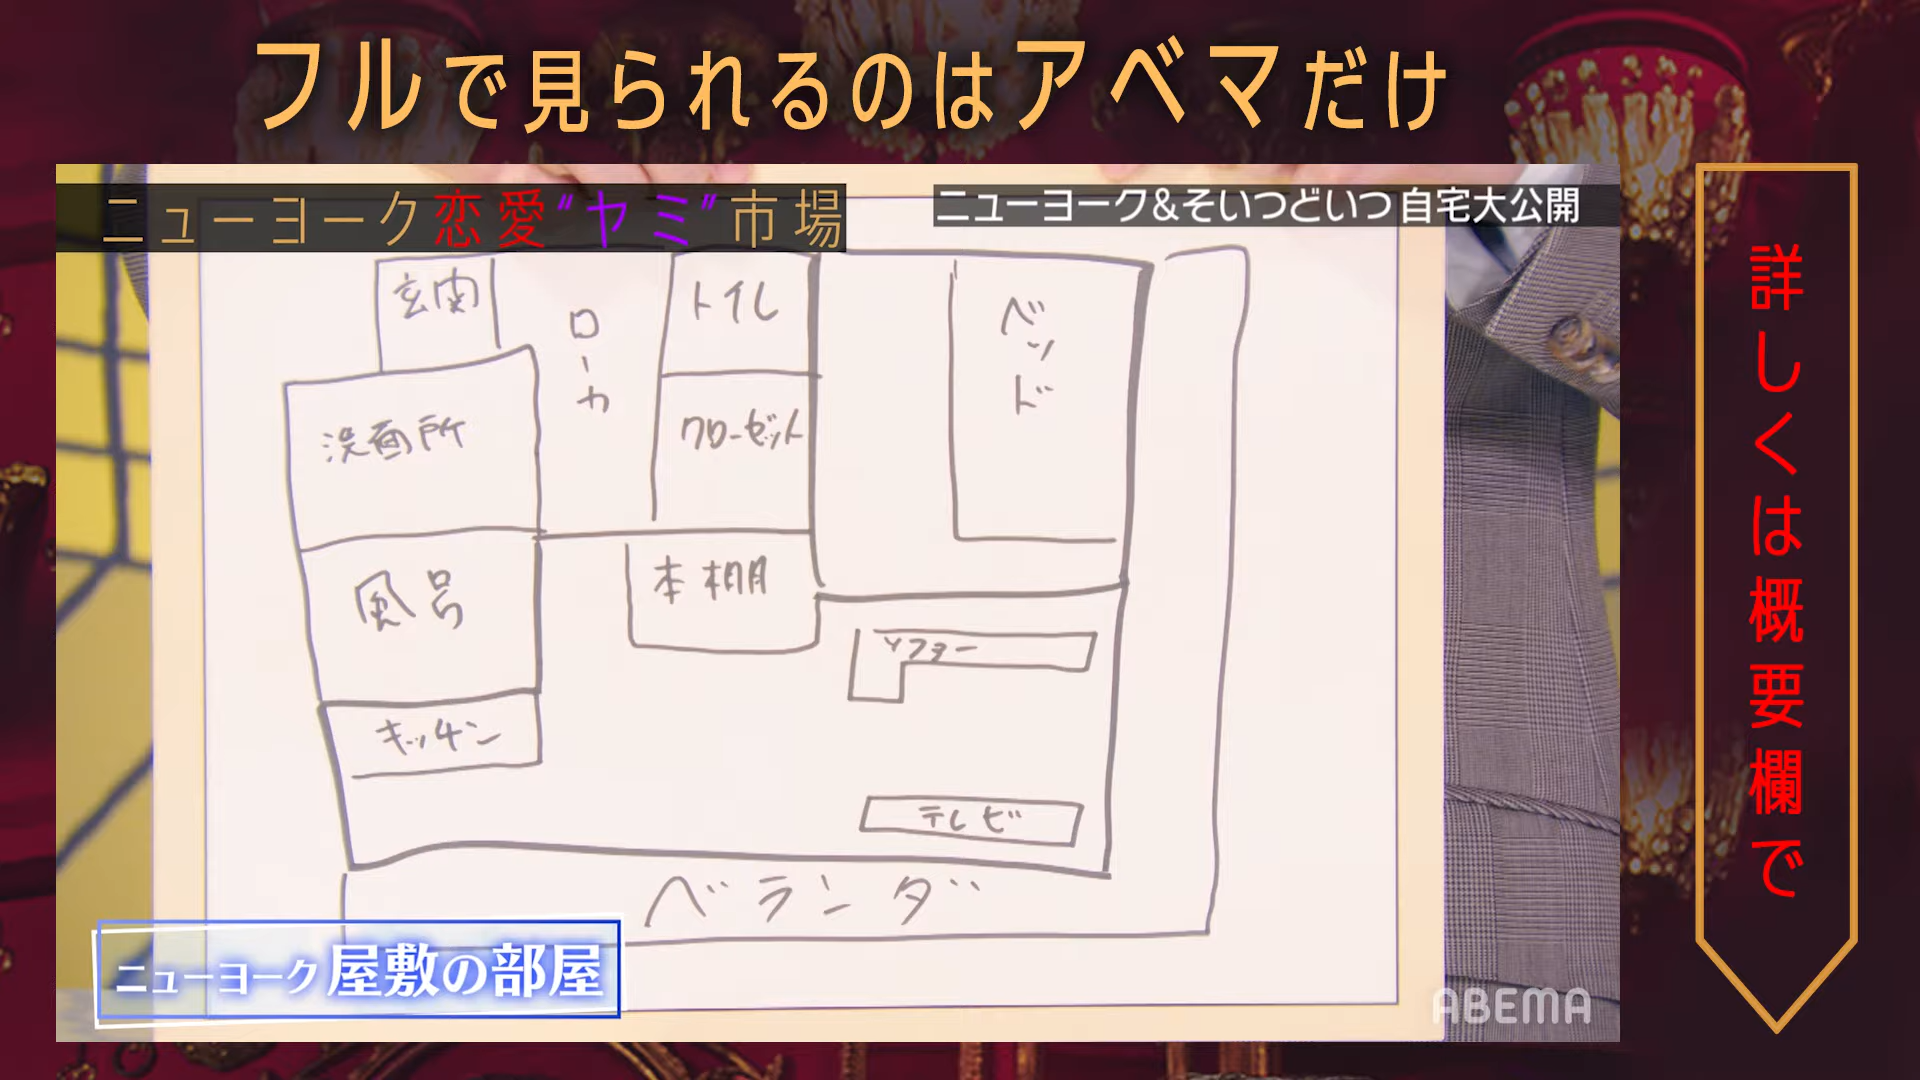 フルで見られるのはアベマだけ
ニューヨーク恋愛“ヤミ”市場
ニューヨーク&そいつどいつ 自宅大公開
詳しくは概要欄で
玄関
ローカ
トイレ
ベッド
洗面所
クローゼット
風呂
本棚
ソファー
キッチン
テレビ
ベランダ
ニューヨーク 屋敷の部屋
ABEMA